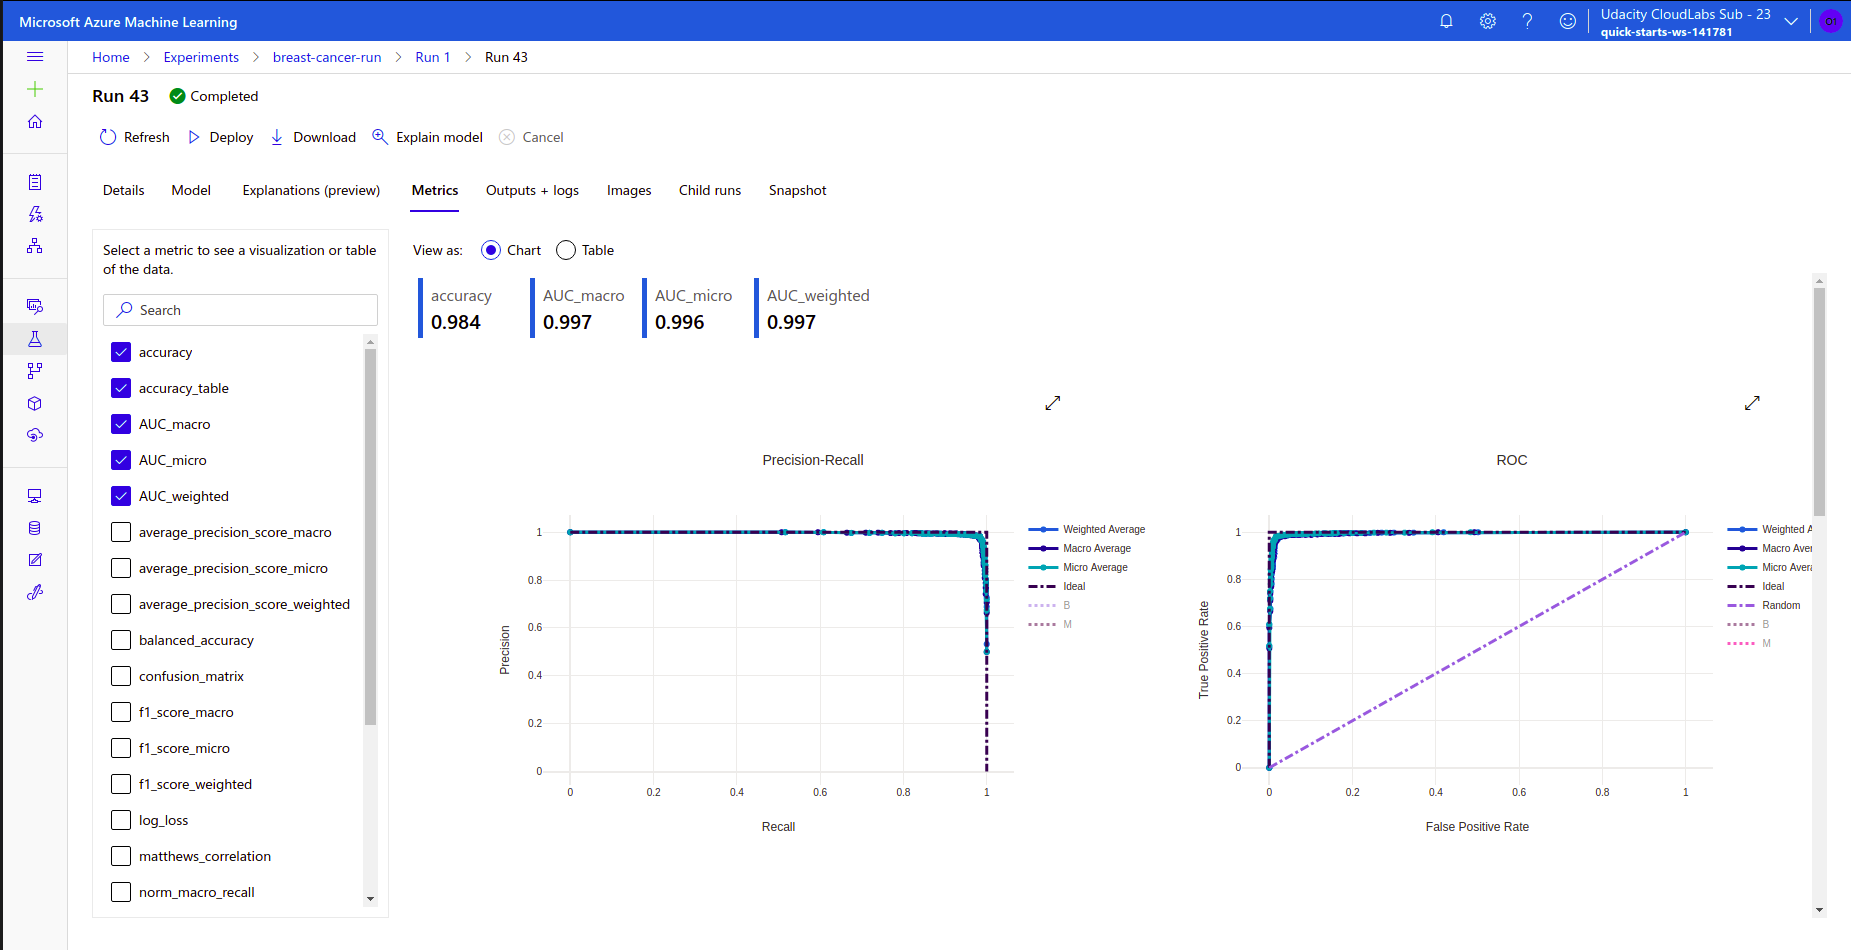 Microsoft Azure Machine Learning
Udacity CloudLabs Sub - 23
quick-starts-ws-141781
01
Home > Experiments > breast-cancer-run > Run 1 > Run 43
Run 43 Completed
Refresh Deploy Download Explain model Cancel
Details Model Explanations (preview) Metrics Outputs + logs Images Child runs Snapshot
Select a metric to see a visualization or table
of the data.
Search
accuracy
accuracy_table
AUC_macro
AUC_micro
AUC_weighted
average_precision_score_macro
average_precision_score_micro
average_precision_score_weighted
balanced_accuracy
confusion_matrix
f1_score_macro
f1_score_micro
f1_score_weighted
log_loss
matthews_correlation
norm_macro_recall
View as: Chart Table
accuracy
0.984
AUC_macro
0.997
AUC_micro
0.996
AUC_weighted
0.997
Precision-Recall
1
0.8
0.6
0.4
0.2
0
Precision
0 0.2 0.4 0.6 0.8 1
Recall
Weighted Average
Macro Average
Micro Average
Ideal
B
M
ROC
1
0.8
0.6
0.4
0.2
0
True Positive Rate
0 0.2 0.4 0.6 0.8 1
False Positive Rate
Weighted A
Macro Aver
Micro Avera
Ideal
Random
B
M